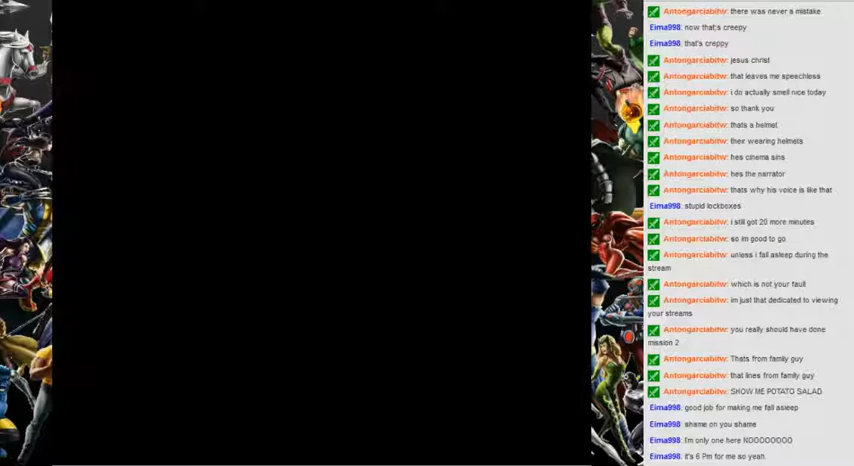 Antongarciabitw: there was never a mistake
Eima998: now that;s creepy
Eima998: that's creppy
Antongarciabitw: jesus christ
Antongarciabitw: that leaves me speechless
Antongarciabitw: i do actually smell nice today
Antongarciabitw: so thank you
Antongarciabitw: thats a helmet
Antongarciabitw: their wearing helmets
Antongarciabitw: hes cinema sins
Antongarciabitw: hes the narrator
Antongarciabitw: thats why his voice is like that
Eima998: stupid lockboxes
Antongarciabitw: i still got 20 more minutes
Antongarciabitw: so im good to go
Antongarciabitw: unless i fall asleep during the
stream
Antongarciabitw: which is not your fault
Antongarciabitw: im just that dedicated to viewing
your streams
Antongarciabitw: you really should have done
mission 2
Antongarciabitw: Thats from family guy
Antongarciabitw: that lines from family guy
Antongarciabitw: SHOW ME POTATO SALAD
Eima998: good job for making me fall asleep
Eima998: shame on you shame
Eima998: I'm only one here NOOOOOOOO
Eima998: it's 6 Pm for me so yeah